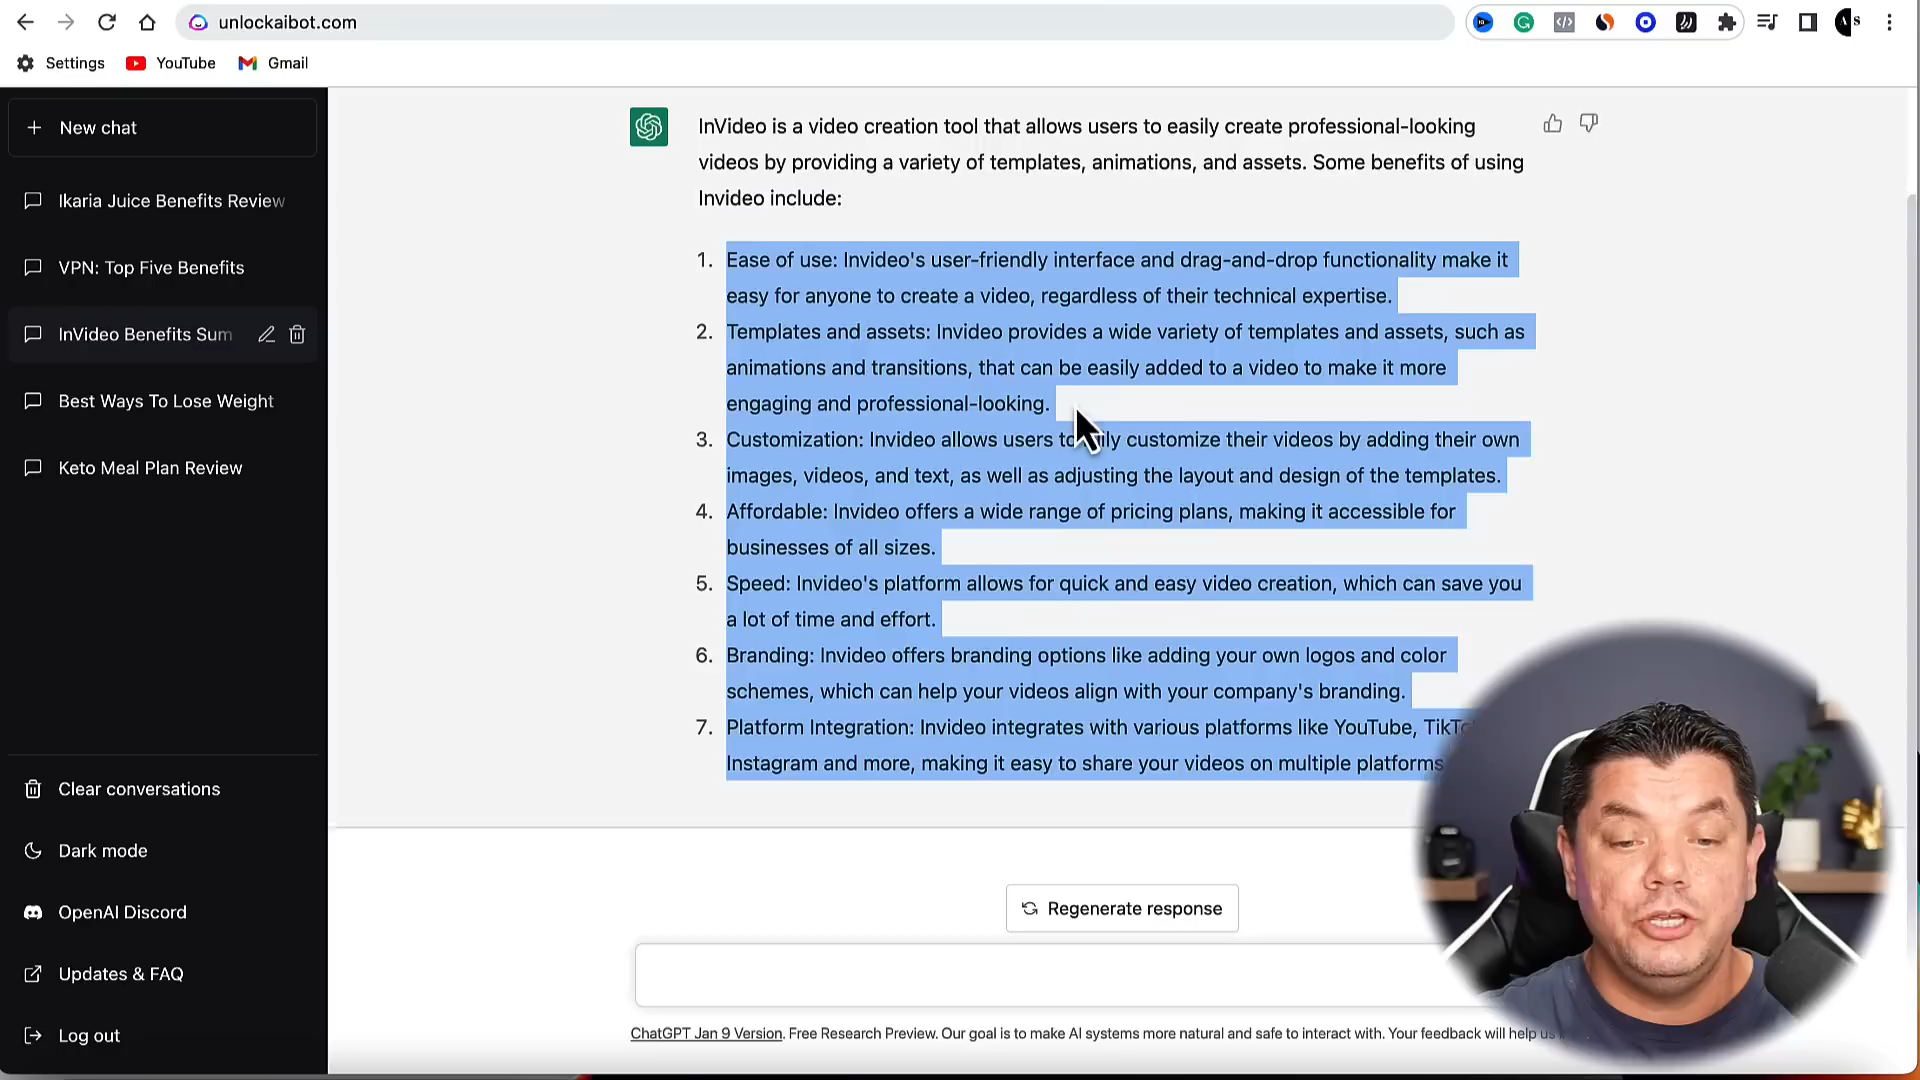 unlockaibot.com
Settings
YouTube
Gmail
New chat
Ikaria Juice Benefits Review
VPN: Top Five Benefits
InVideo Benefits Sum
Best Ways To Lose Weight
Keto Meal Plan Review
Clear conversations
Dark mode
OpenAI Discord
Updates & FAQ
Log out
InVideo is a video creation tool that allows users to easily create professional-looking
videos by providing a variety of templates, animations, and assets. Some benefits of using
Invideo include:
1. Ease of use: Invideo's user-friendly interface and drag-and-drop functionality make it
easy for anyone to create a video, regardless of their technical expertise.
2. Templates and assets: Invideo provides a wide variety of templates and assets, such as
animations and transitions, that can be easily added to a video to make it more
engaging and professional-looking.
3. Customization: Invideo allows users to customize their videos by adding their own
images, videos, and text, as well as adjusting the layout and design of the templates.
4. Affordable: Invideo offers a wide range of pricing plans, making it accessible for
businesses of all sizes.
5. Speed: Invideo's platform allows for quick and easy video creation, which can save you
a lot of time and effort.
6. Branding: Invideo offers branding options like adding your own logos and color
schemes, which can help your videos align with your company's branding.
7. Platform Integration: Invideo integrates with various platforms like YouTube,
Instagram and more, making it easy to share your videos on multiple platforms
Regenerate response
ChatGPT Jan 9 Version. Free Research Preview. Our goal is to make AI systems more natural and safe to interact with. Your feedback will help us